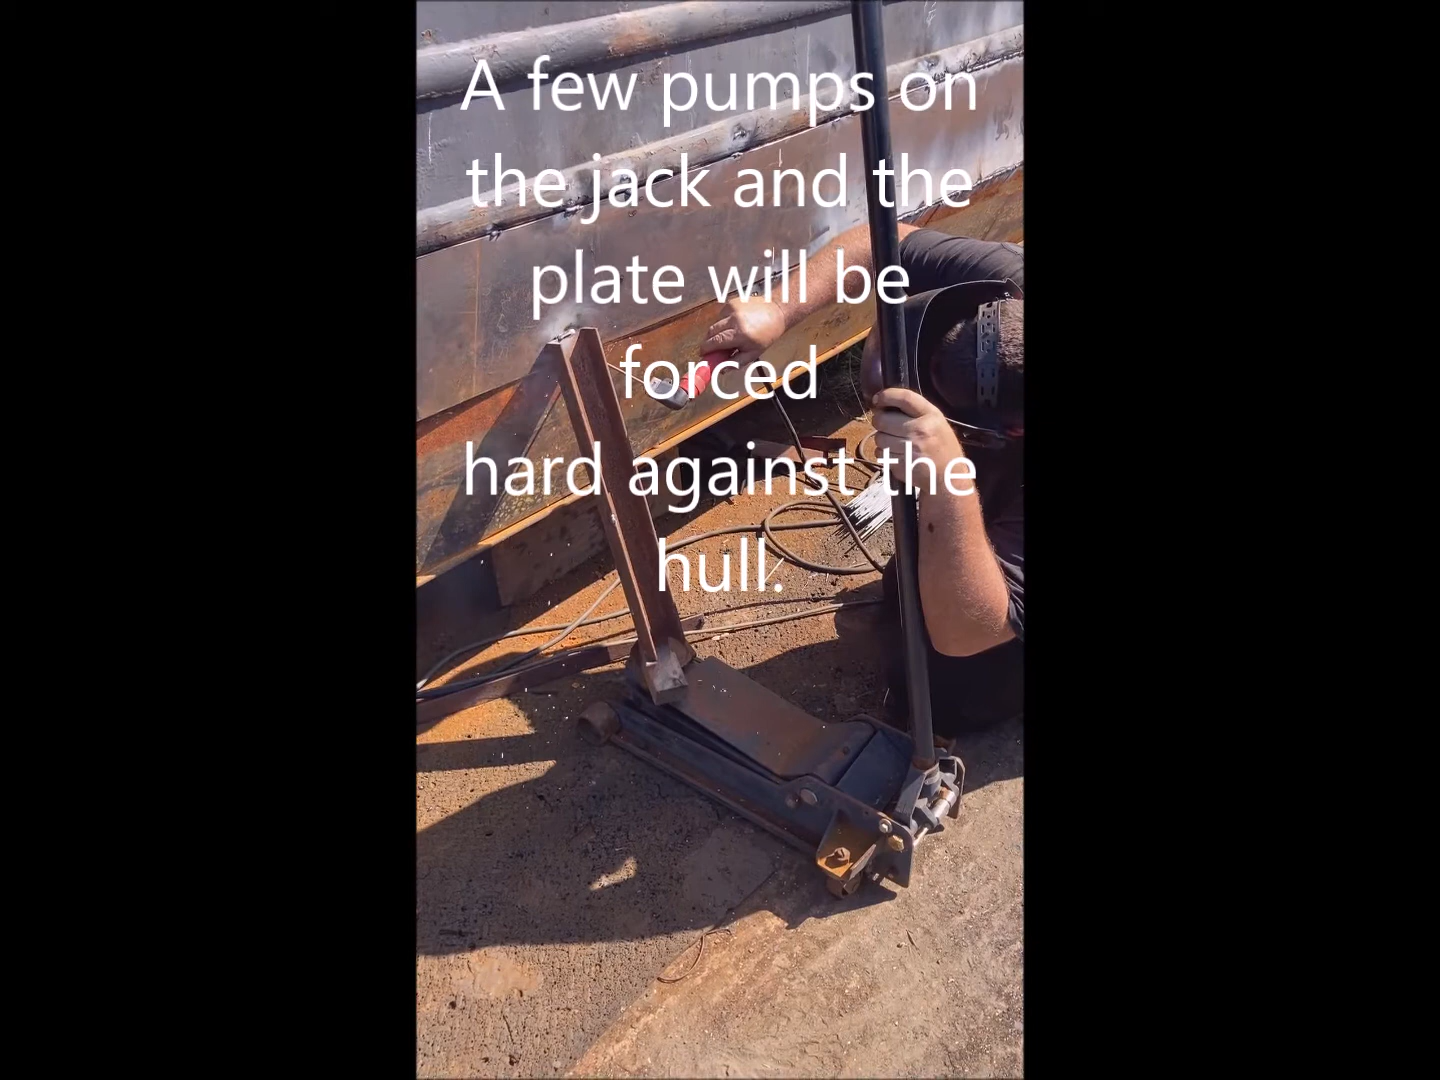 A few pumps on
the jack and the
plate will be
forced
hard against the
hull.